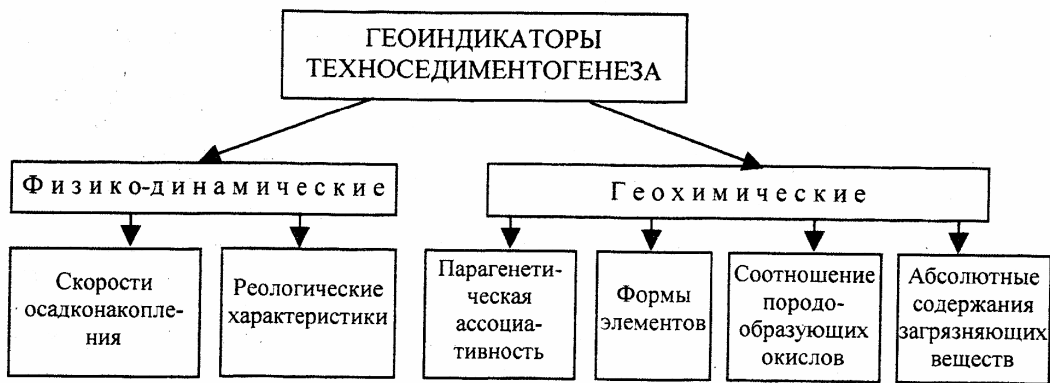 ГЕОИНДИКАТОРЫ
ТЕХНОСЕДИМЕНТОГЕНЕЗА
Физико-динамические
Геохимические
Скорости
осадконакопле-
ния
Реологические
характеристики
Парагенети-
ческая
ассоциа-
тивность
Формы
элементов
Соотношение
породо-
образующих
окислов
Абсолютные
содержания
загрязняющих
веществ